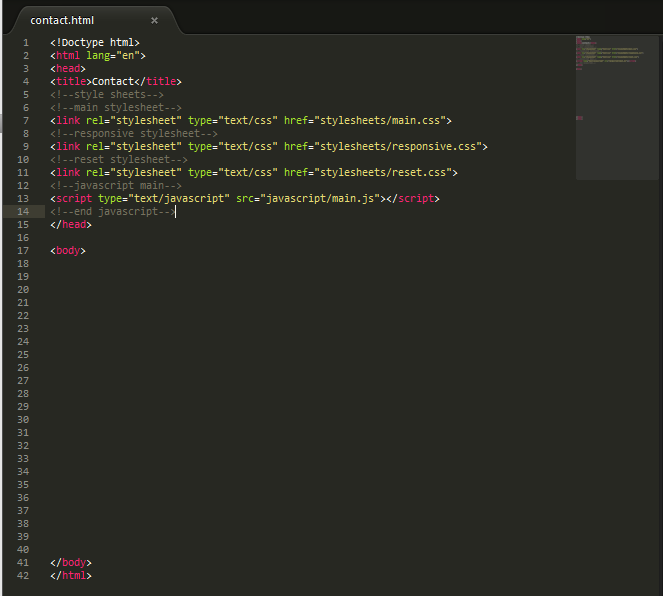 contact.html ×
1 <!Doctype html>
2 <html lang="en">
3 <head>
4 <title>Contact</title>
5 <!--style sheets-->
6 <!--main stylesheet-->
7 <link rel="stylesheet" type="text/css" href="stylesheets/main.css">
8 <!--responsive stylesheet-->
9 <link rel="stylesheet" type="text/css" href="stylesheets/responsive.css">
10 <!--reset stylesheet-->
11 <link rel="stylesheet" type="text/css" href="stylesheets/reset.css">
12 <!--javascript main-->
13 <script type="text/javascript" src="javascript/main.js"></script>
14 <!--end javascript-->
15 </head>
16
17 <body>
18
19
20
21
22
23
24
25
26
27
28
29
30
31
32
33
34
35
36
37
38
39
40
41 </body>
42 </html>